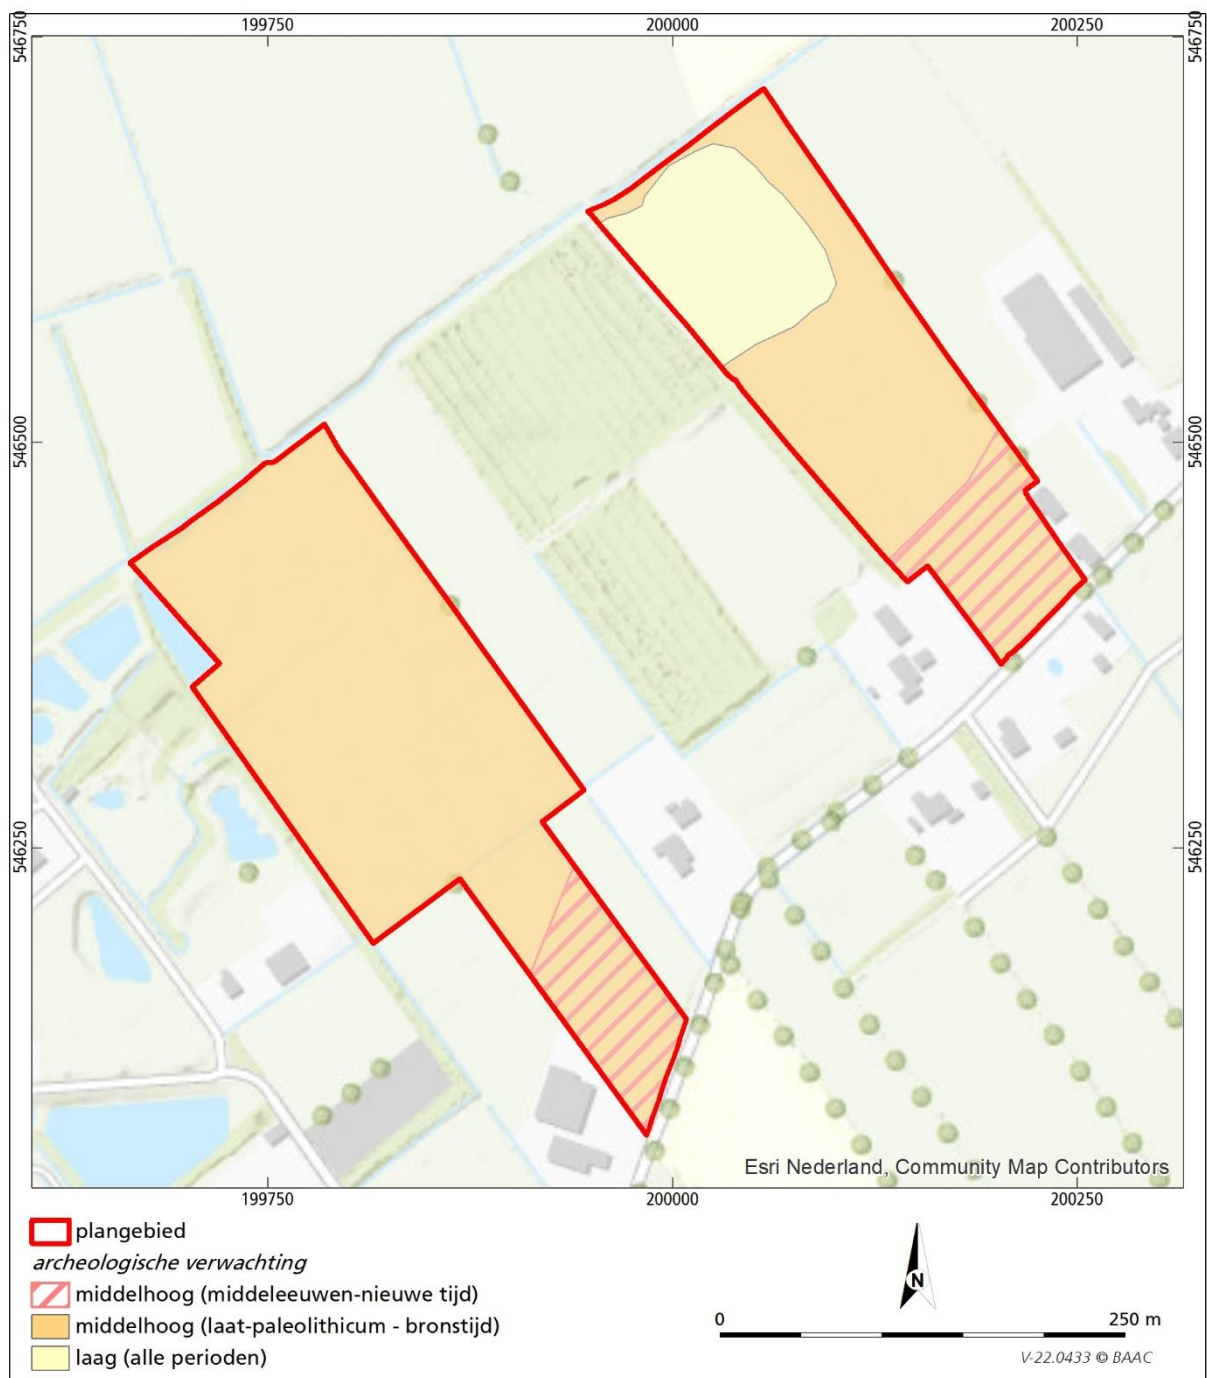 199750 200000 200250
546750 546750
546500 546500
546250 546250
Esri Nederland, Community Map Contributors
199750 200000 200250
plangebied
archeologische verwachting
middelhoog (middeleeuwen-nieuwe tijd)
middelhoog (laat-paleolithicum - bronstijd)
laag (alle perioden)
N
0 250 m
V-22.0433 © BAAC